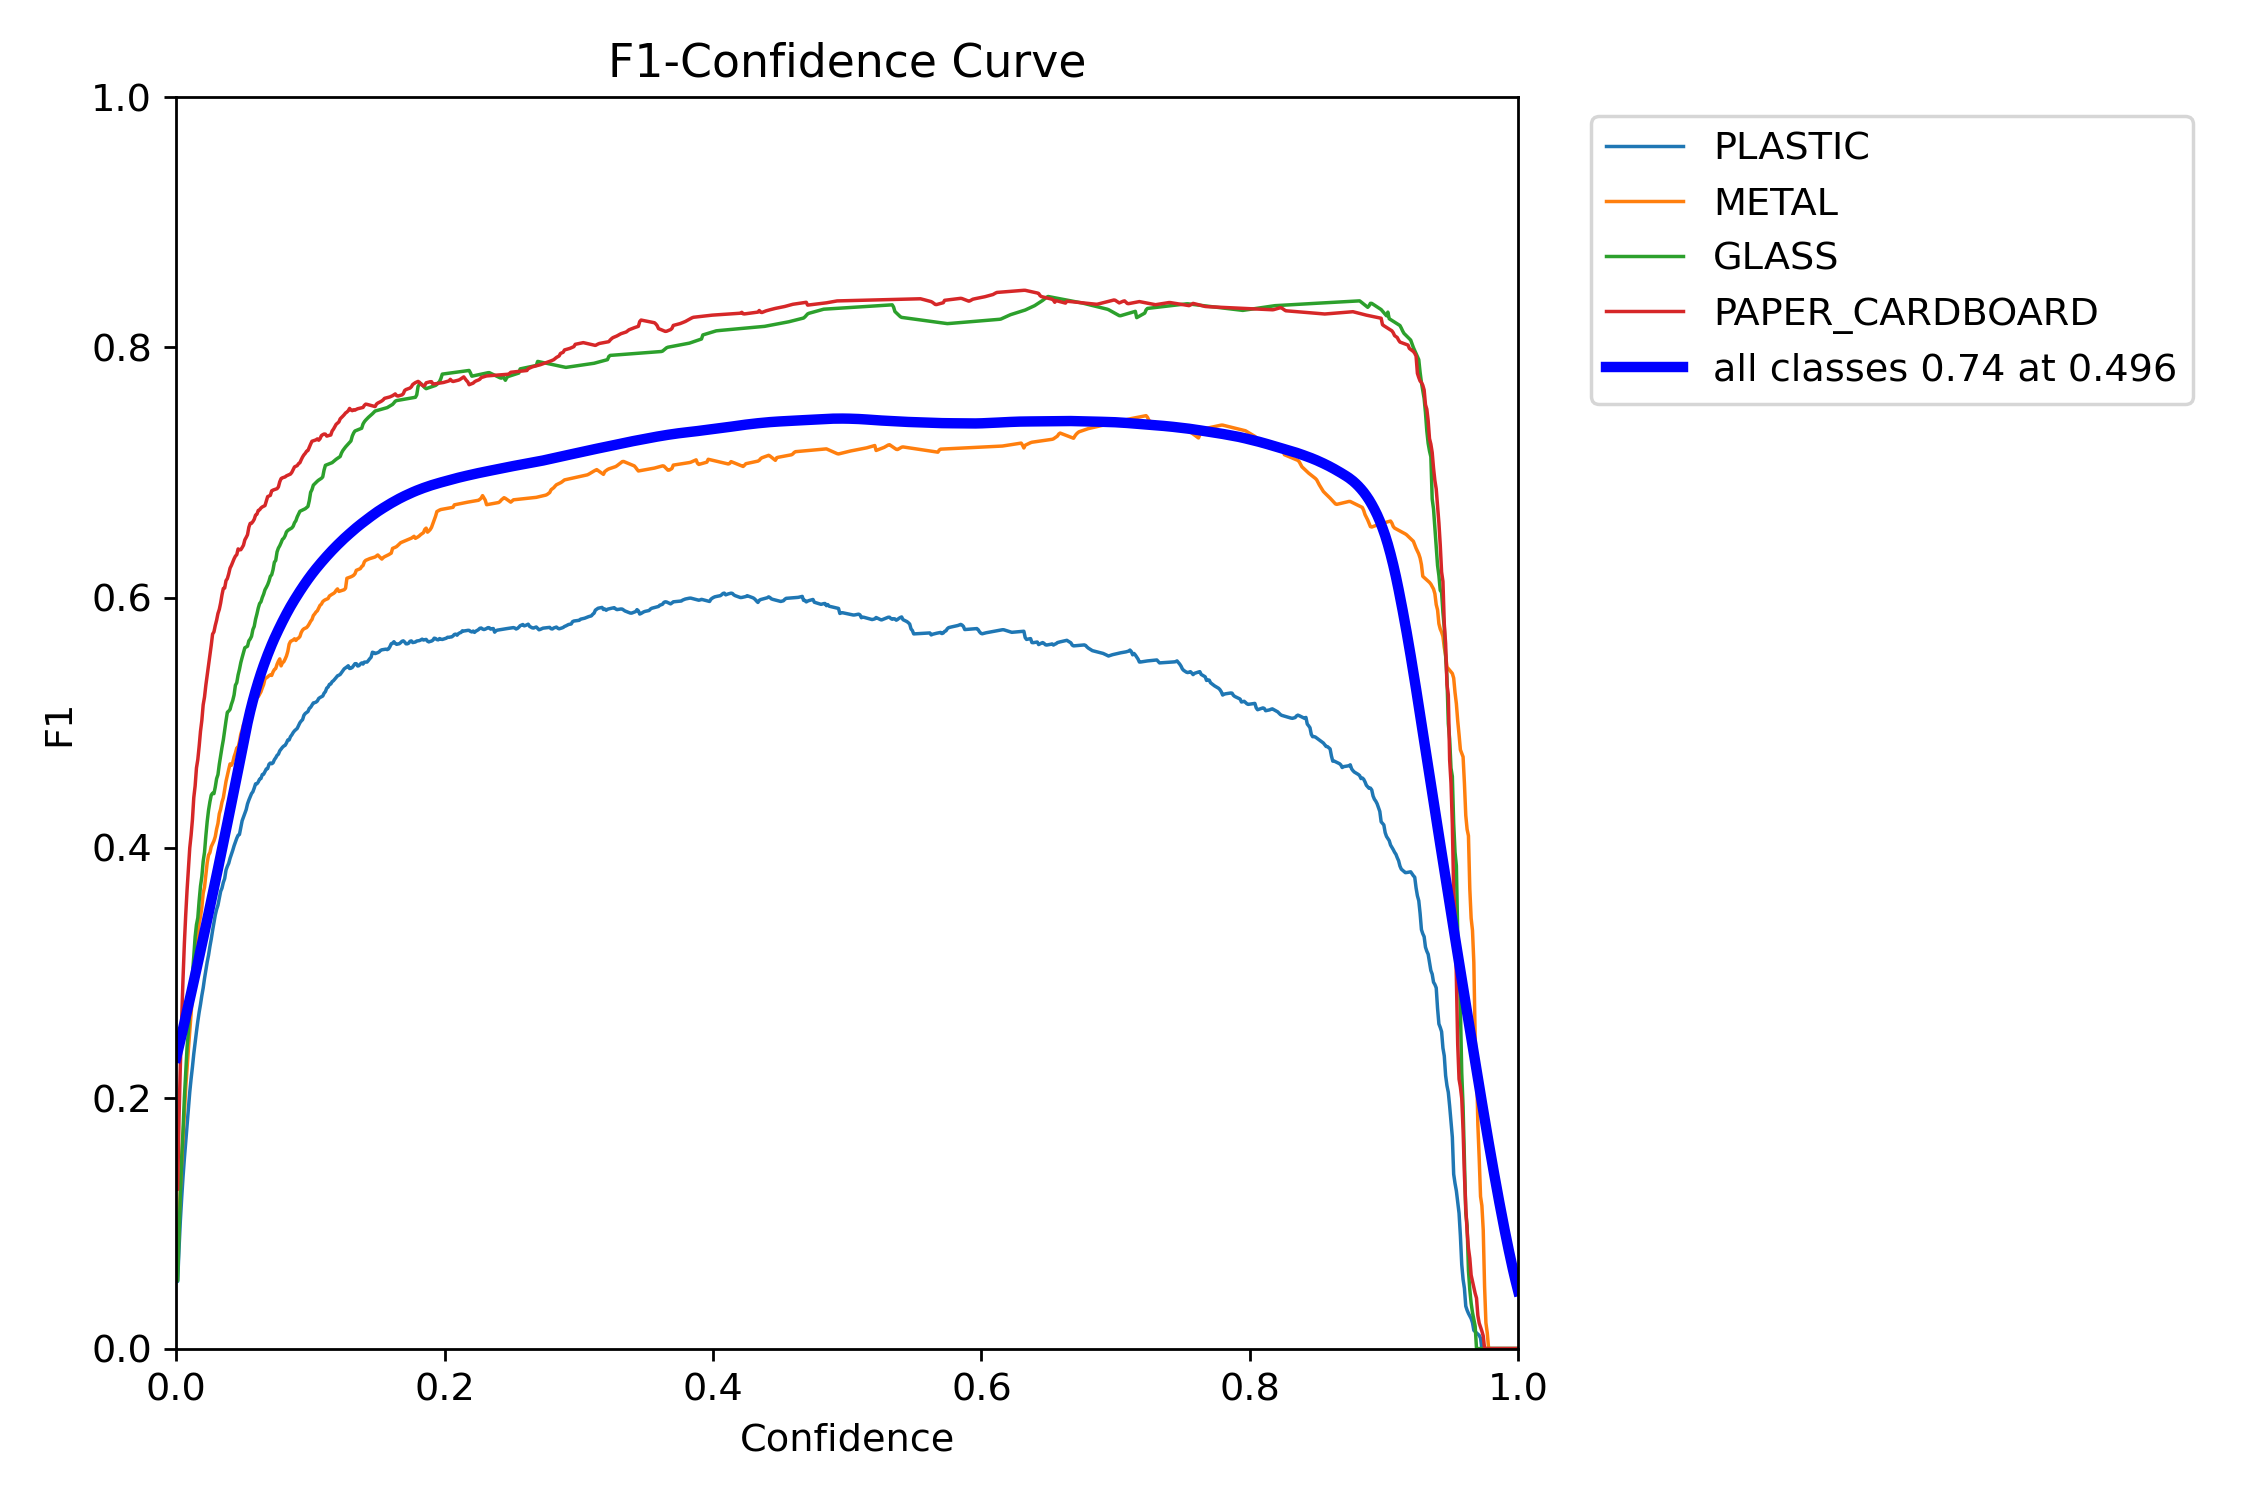 F1-Confidence Curve
1.0
0.8
0.6
0.4
0.2
0.0
F1
0.0 0.2 0.4 0.6 0.8 1.0
Confidence
PLASTIC
METAL
GLASS
PAPER_CARDBOARD
all classes 0.74 at 0.496